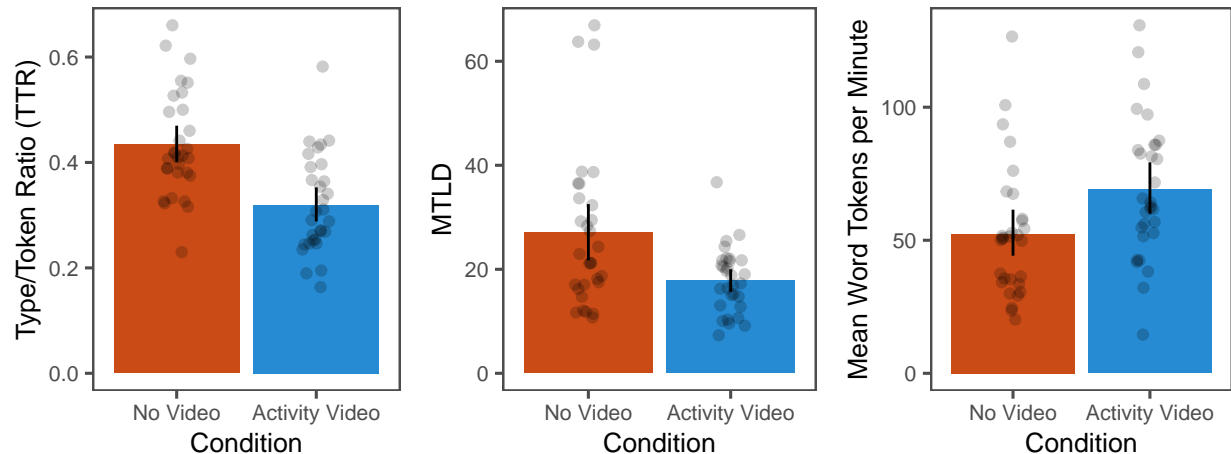 Type/Token Ratio (TTR)
0.6
0.4
0.2
0.0
No Video Activity Video
Condition
MTLD
60
40
20
0
No Video Activity Video
Condition
Mean Word Tokens per Minute
100
50
0
No Video Activity Video
Condition